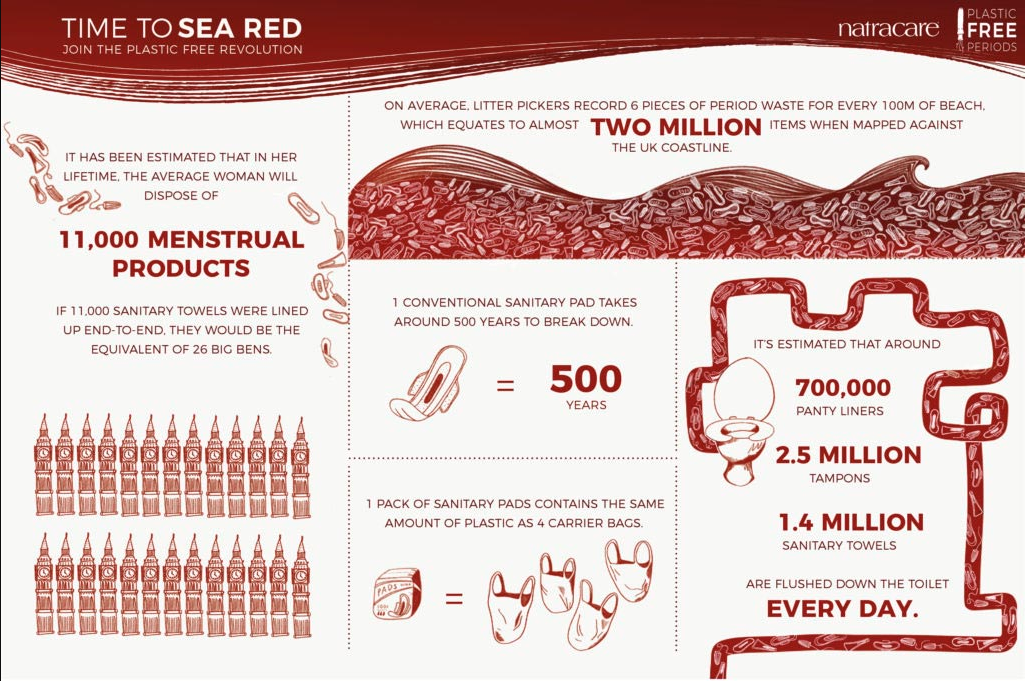 TIME TO SEA RED
JOIN THE PLASTIC FREE REVOLUTION
natracare
PLASTIC
FREE
PERIODS
IT HAS BEEN ESTIMATED THAT IN HER
LIFETIME, THE AVERAGE WOMAN WILL
DISPOSE OF
11,000 MENSTRUAL
PRODUCTS
IF 11,000 SANITARY TOWELS WERE LINED
UP END-TO-END, THEY WOULD BE THE
EQUIVALENT OF 26 BIG BENS.
ON AVERAGE, LITTER PICKERS RECORD 6 PIECES OF PERIOD WASTE FOR EVERY 100M OF BEACH,
WHICH EQUATES TO ALMOST TWO MILLION ITEMS WHEN MAPPED AGAINST
THE UK COASTLINE.
1 CONVENTIONAL SANITARY PAD TAKES
AROUND 500 YEARS TO BREAK DOWN.
= 500
YEARS
1 PACK OF SANITARY PADS CONTAINS THE SAME
AMOUNT OF PLASTIC AS 4 CARRIER BAGS.
PADS
=
IT'S ESTIMATED THAT AROUND
700,000
PANTY LINERS
2.5 MILLION
TAMPONS
1.4 MILLION
SANITARY TOWELS
ARE FLUSHED DOWN THE TOILET
EVERY DAY.